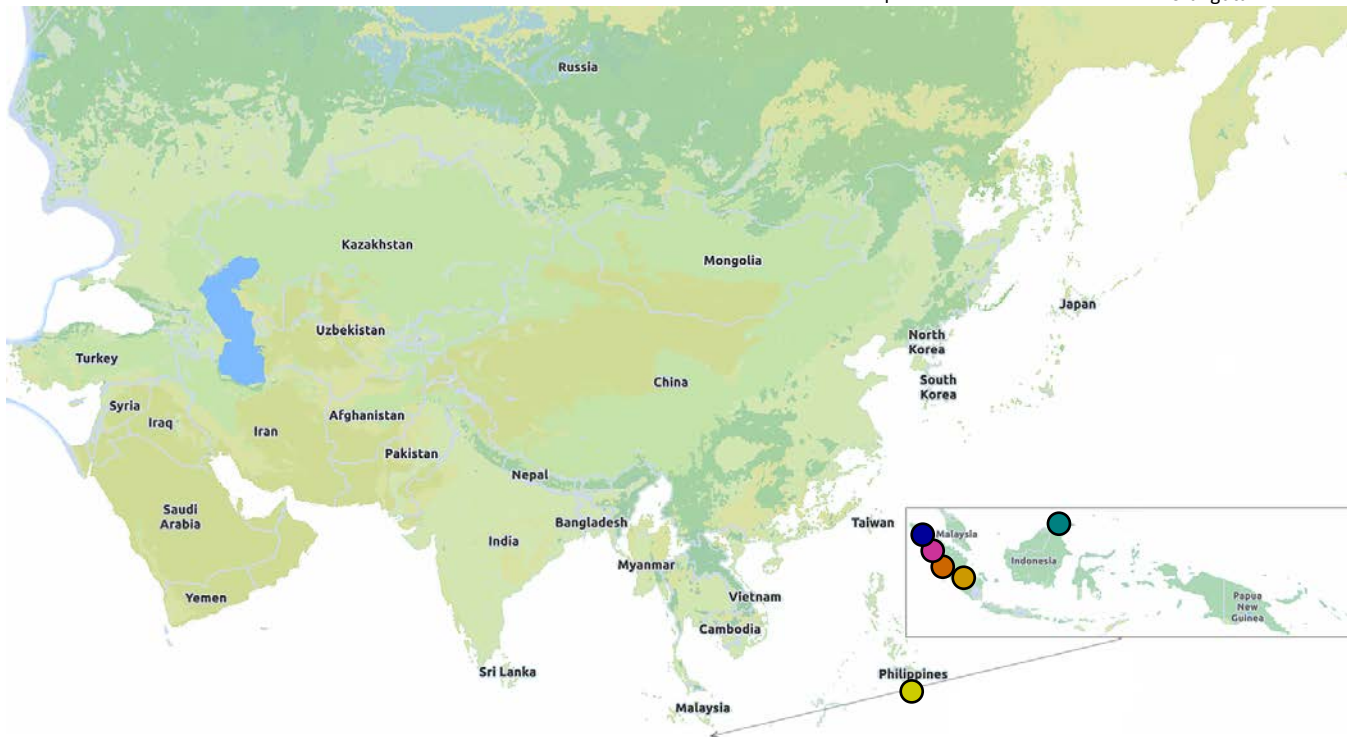 Russia
Kazakhstan
Mongolia
Japan
Uzbekistan
North
Korea
Turkey
China
South
Korea
Syria
Iraq
Afghanistan
Iran
Pakistan
Nepal
Saudi
Arabia
Bangladesh
Taiwan
India
Malaysia
Indonesia
Myanmar
Yemen
Vietnam
Papua
New
Guinea
Cambodia
Sri Lanka
Philippines
Malaysia